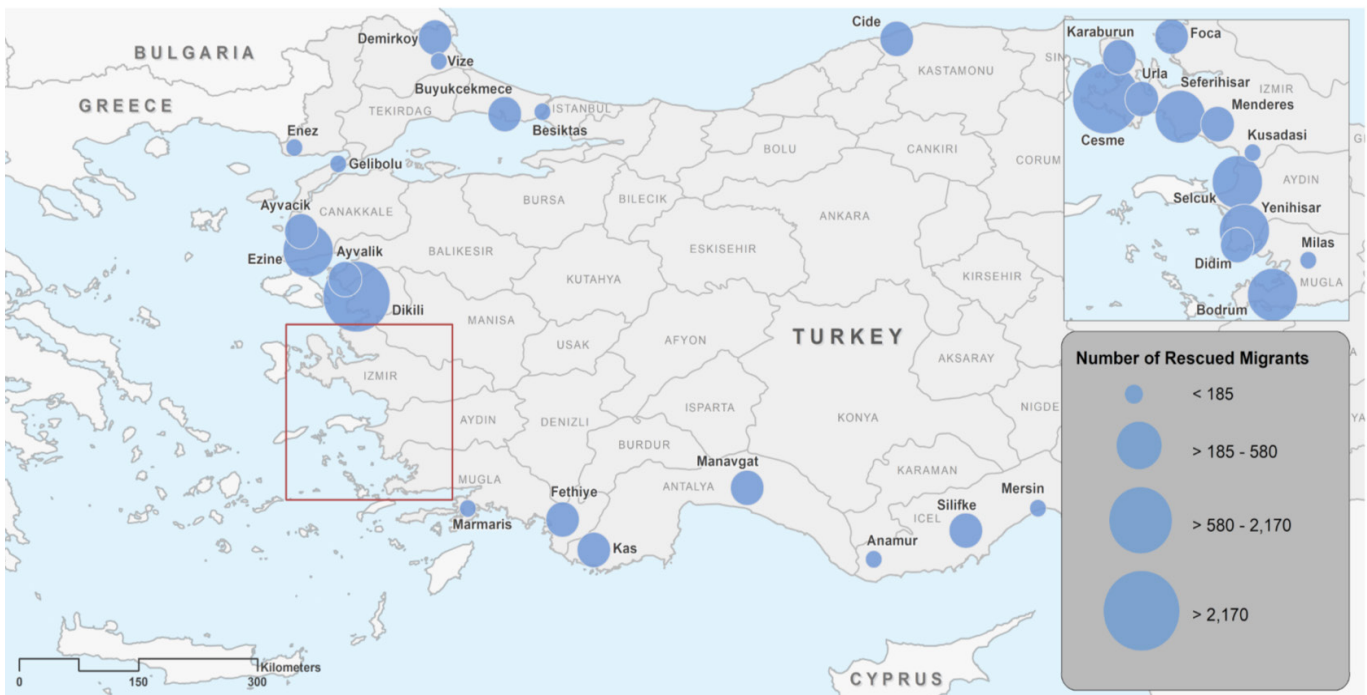 BULGARIA
GREECE
Demirkoy
Vize
Buyukcekmece
TEKIRDAG
ISTANBUL
Besiktas
Enez
Gelibolu
Cide
KASTAMONU
SIN
BOLU
CANKIRI
CORUM
Ayvacik
CANAKKALE
BURSA
BILECIK
ANKARA
Ezine
Ayvalik
BALIKESIR
ESKISEHIR
KUTAHYA
KIRSEHIR
Dikili
MANISA
USAK
AFYON
TURKEY
AKSARAY
IZMIR
AYDIN
DENIZLI
ISPARTA
KONYA
NIGDE
BURDUR
MUGLA
Manavgat
ANTALYA
KARAMAN
Mersin
Fethiye
Silifke
ICEL
Marmaris
Kas
Anamur
CYPRUS
Kilometers
0 150 300
Karaburun
Foca
Urla
Seferihisar
IZMIR
Menderes
Cesme
Kusadasi
AYDIN
Selcuk
Yenihisar
Milas
Didim
MUGLA
Bodrum
Number of Rescued Migrants
< 185
> 185 - 580
> 580 - 2,170
> 2,170